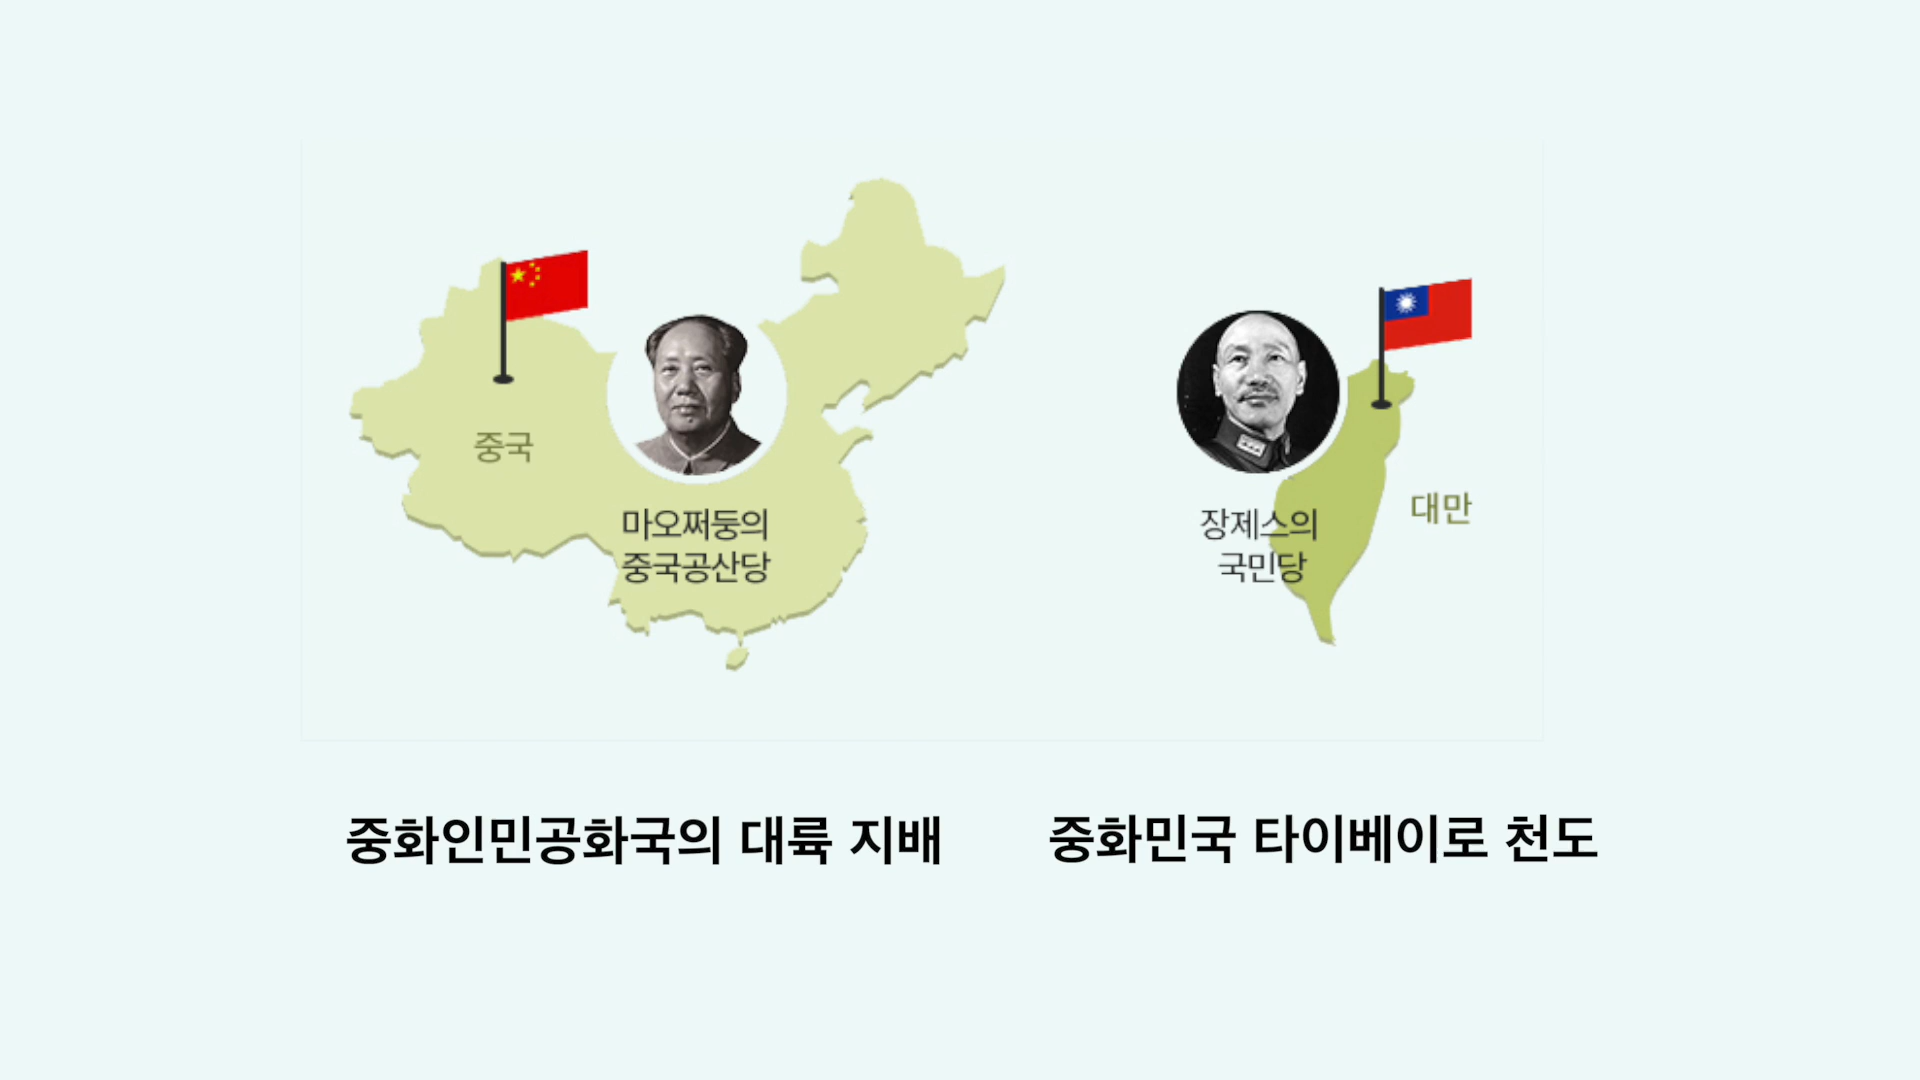 중국
마오쩌둥의
중국공산당
장제스의
국민당
대만
중화인민공화국의 대륙 지배
중화민국 타이베이로 천도